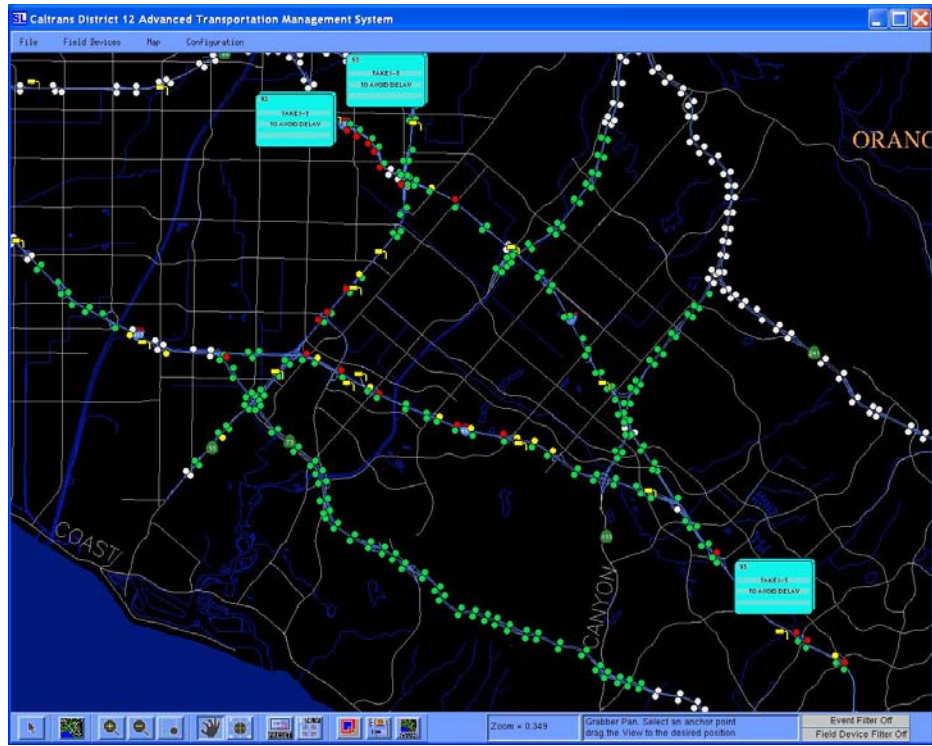 SL Caltrans District 12 Advanced Transportation Management System
File Field Devices Map Configuration
TAKE I-5
TO AVOID DELAY
TAKE I-5
TO AVOID DELAY
ORANG
COAST
CANYON
TAKE I-5
TO AVOID DELAY
Zoom = 0.349
Grabber Pan. Select an anchor point
drag the View to the desired position
Event Filter Off
Field Device Filter Off
PRESET